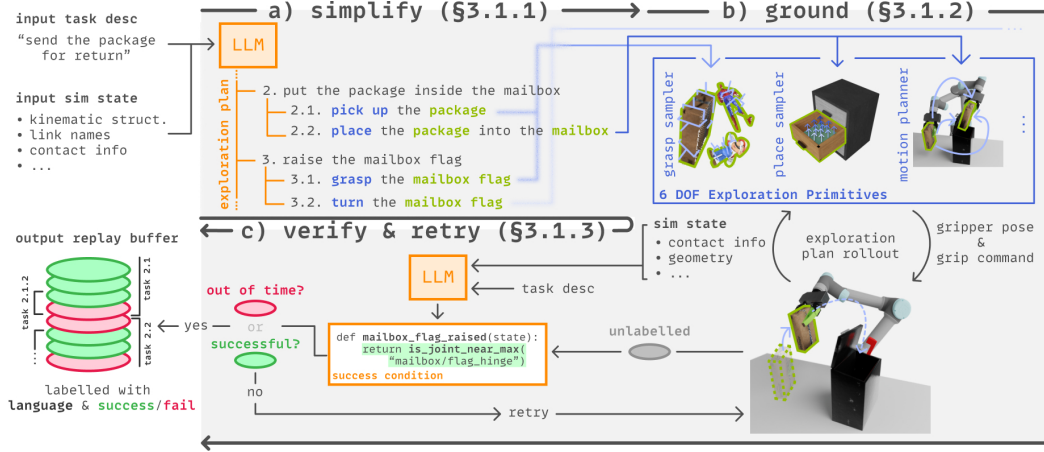 a) simplify (§3.1.1)
b) ground (§3.1.2)
input task desc
“send the package
for return”
input sim state
• kinematic struct.
• link names
• contact info
• ...
LLM
exploration plan
2. put the package inside the mailbox
2.1. pick up the package
2.2. place the package into the mailbox
3. raise the mailbox flag
3.1. grasp the mailbox flag
3.2. turn the mailbox flag
grasp sampler
place sampler
motion planner
6 DOF Exploration Primitives
c) verify & retry (§3.1.3)
sim state
• contact info
• geometry
• ...
exploration
plan rollout
gripper pose
&
grip command
LLM
task desc
output replay buffer
task 2.1
task 2.1.2
task 2.2
...
labelled with
language & success/fail
yes
out of time?
or
successful?
no
def mailbox_flag_raised(state):
return is_joint_near_max(
“mailbox/flag_hinge”)
success condition
unlabelled
retry